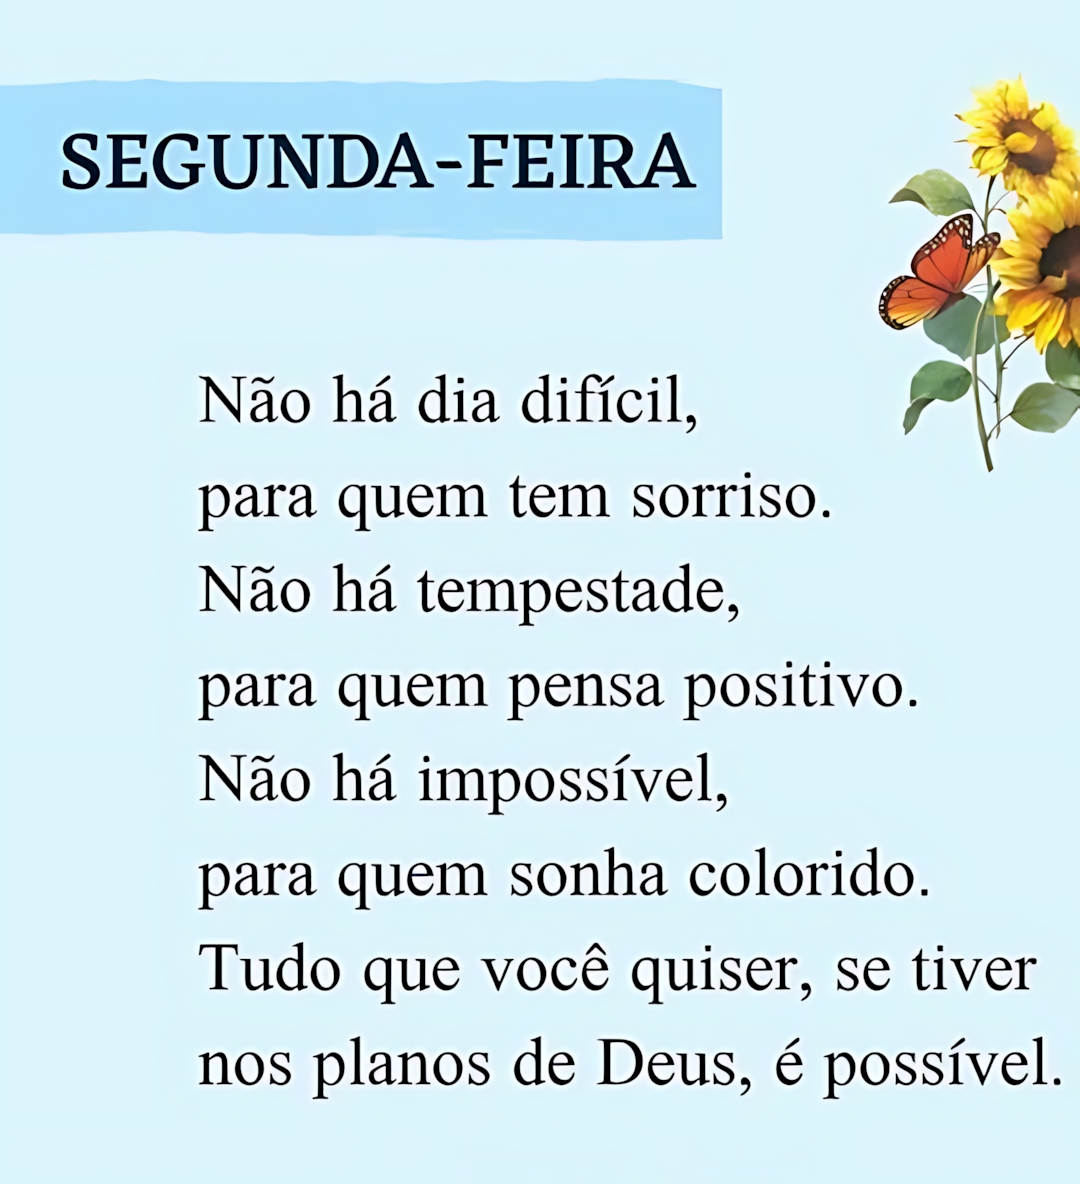 SEGUNDA-FEIRA
Não há dia difícil,
para quem tem sorriso.
Não há tempestade,
para quem pensa positivo.
Não há impossível,
para quem sonha colorido.
Tudo que você quiser, se tiver
nos planos de Deus, é possível.